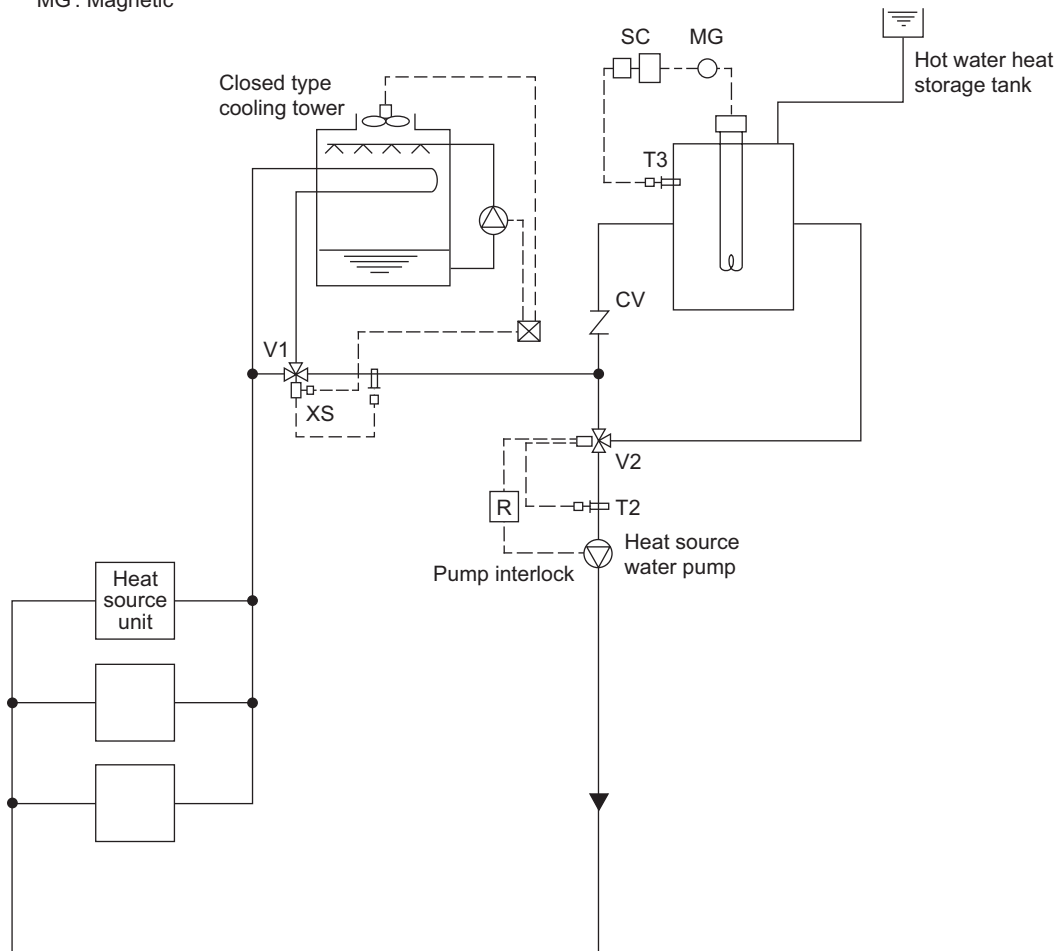 MG : Magnetic
SC
MG
Hot water heat
storage tank
Closed type
cooling tower
T3
CV
V1
XS
V2
R
T2
Pump interlock
Heat source
water pump
Heat
source
unit